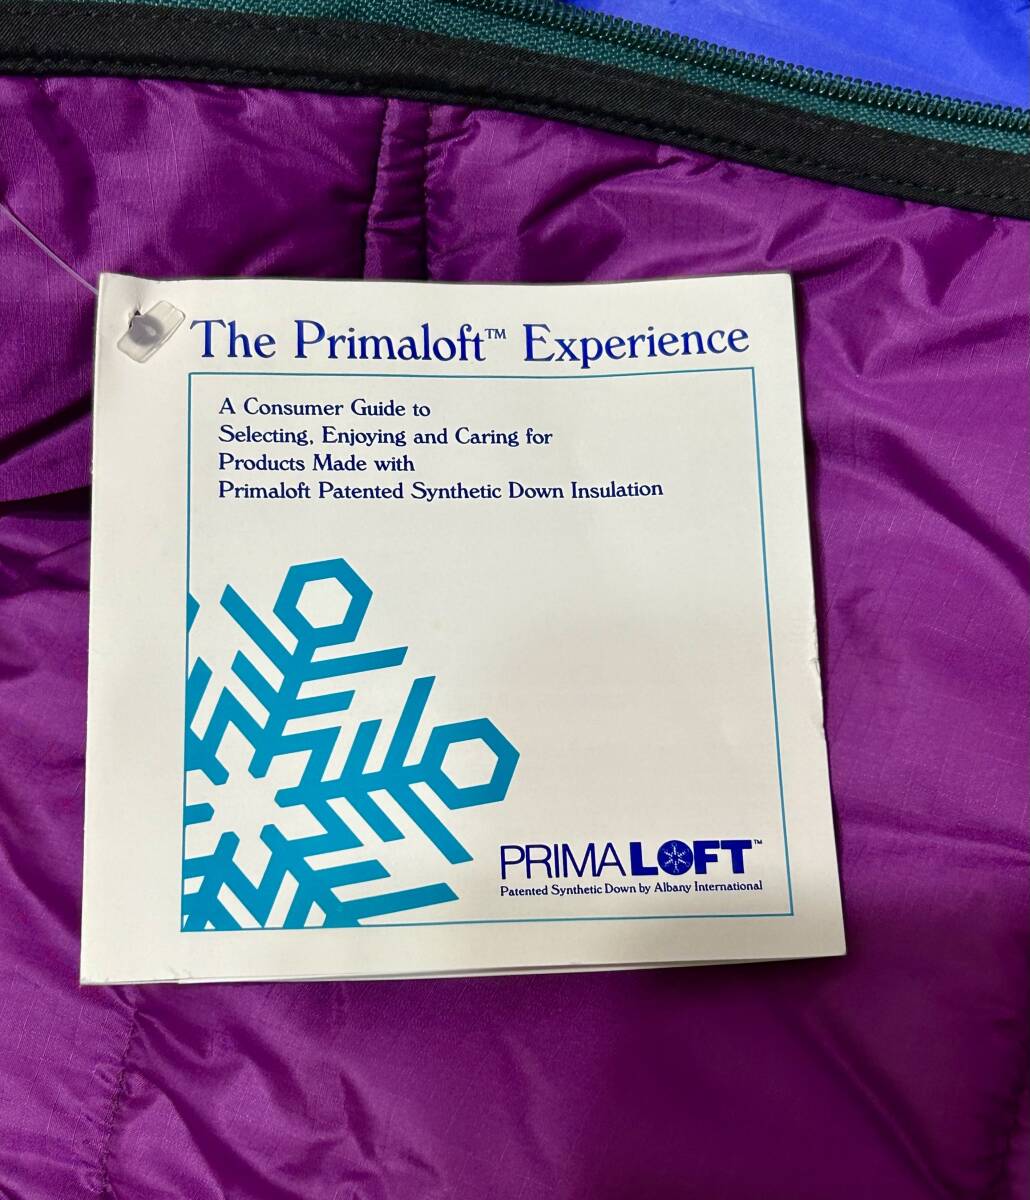 The Primaloft™ Experience
A Consumer Guide to
Selecting, Enjoying and Caring for
Products Made with
Primaloft Patented Synthetic Down Insulation
PRIMALOFT™
Patented Synthetic Down by Albany International